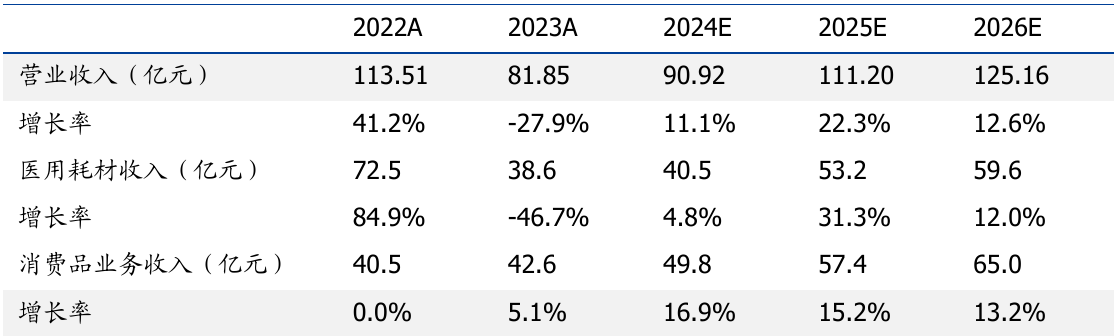 2022A 2023A 2024E 2025E 2026E
营业收入（亿元） 113.51 81.85 90.92 111.20 125.16
增长率 41.2% -27.9% 11.1% 22.3% 12.6%
医用耗材收入（亿元） 72.5 38.6 40.5 53.2 59.6
增长率 84.9% -46.7% 4.8% 31.3% 12.0%
消费品业务收入（亿元） 40.5 42.6 49.8 57.4 65.0
增长率 0.0% 5.1% 16.9% 15.2% 13.2%